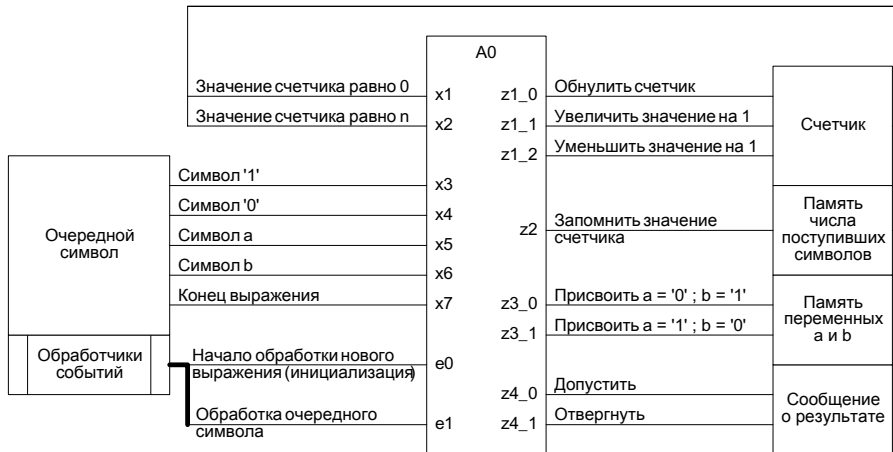 A0
Значение счетчика равно 0
x1
z1_0
Обнулить счетчик
Значение счетчика равно n
x2
z1_1
Увеличить значение на 1
z1_2
Уменьшить значение на 1
Счетчик
Символ '1'
x3
Символ '0'
x4
Символ a
x5
Символ b
x6
Конец выражения
x7
Очередной
символ
z2
Запомнить значение
счетчика
Память
числа
поступивших
символов
z3_0
Присвоить a = '0' ; b = '1'
z3_1
Присвоить a = '1' ; b = '0'
Память
переменных
a и b
Обработчики
событий
Начало обработки нового
выражения (инициализация)
e0
Обработка очередного
символа
e1
z4_0
Допустить
z4_1
Отвергнуть
Сообщение
о результате